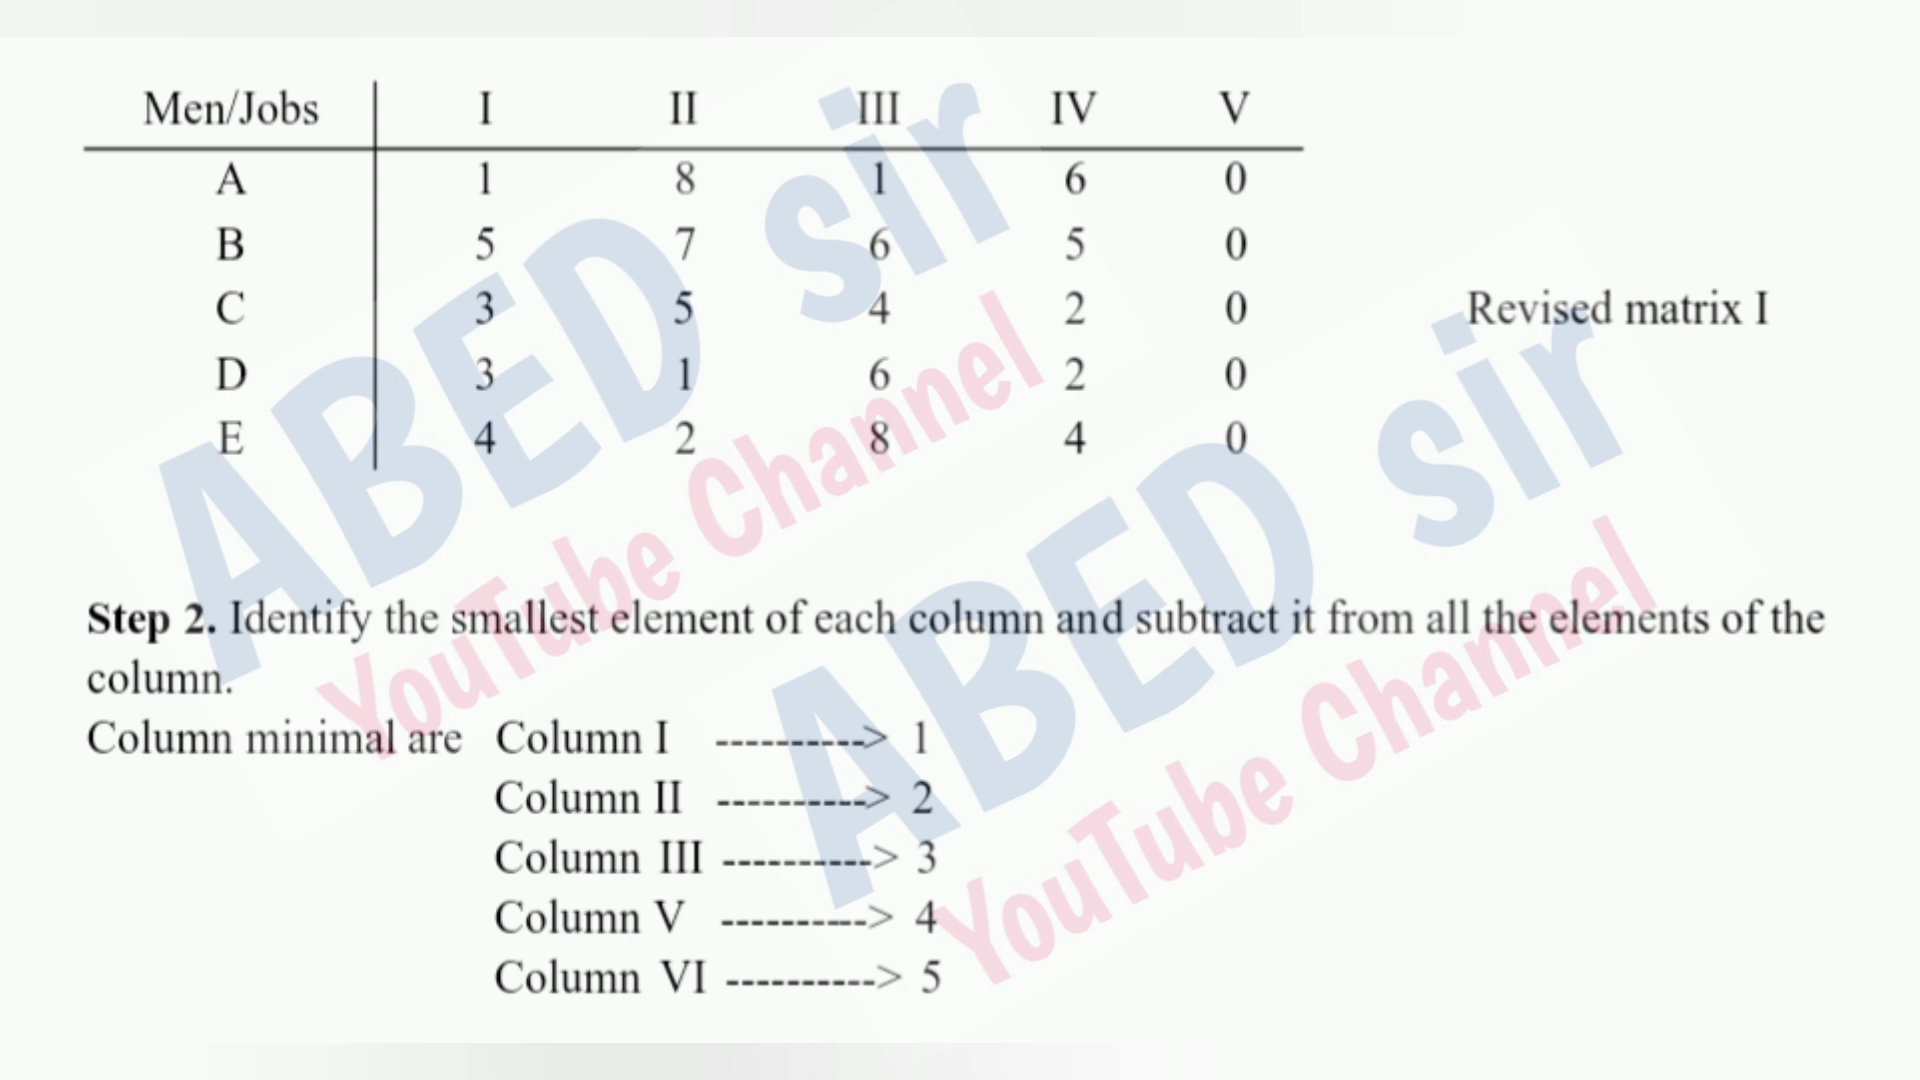 Men/Jobs I II III IV V
A 1 8 1 6 0
B 5 7 6 5 0
C 3 5 4 2 0
Revised matrix I
D 3 1 6 2 0
E 4 2 8 4 0
Step 2. Identify the smallest element of each column and subtract it from all the elements of the
column.
Column minimal are Column I ----------> 1
Column II ----------> 2
Column III ----------> 3
Column V ----------> 4
Column VI ----------> 5
ABED sir
YouTube Channel
ABED sir
YouTube Channel